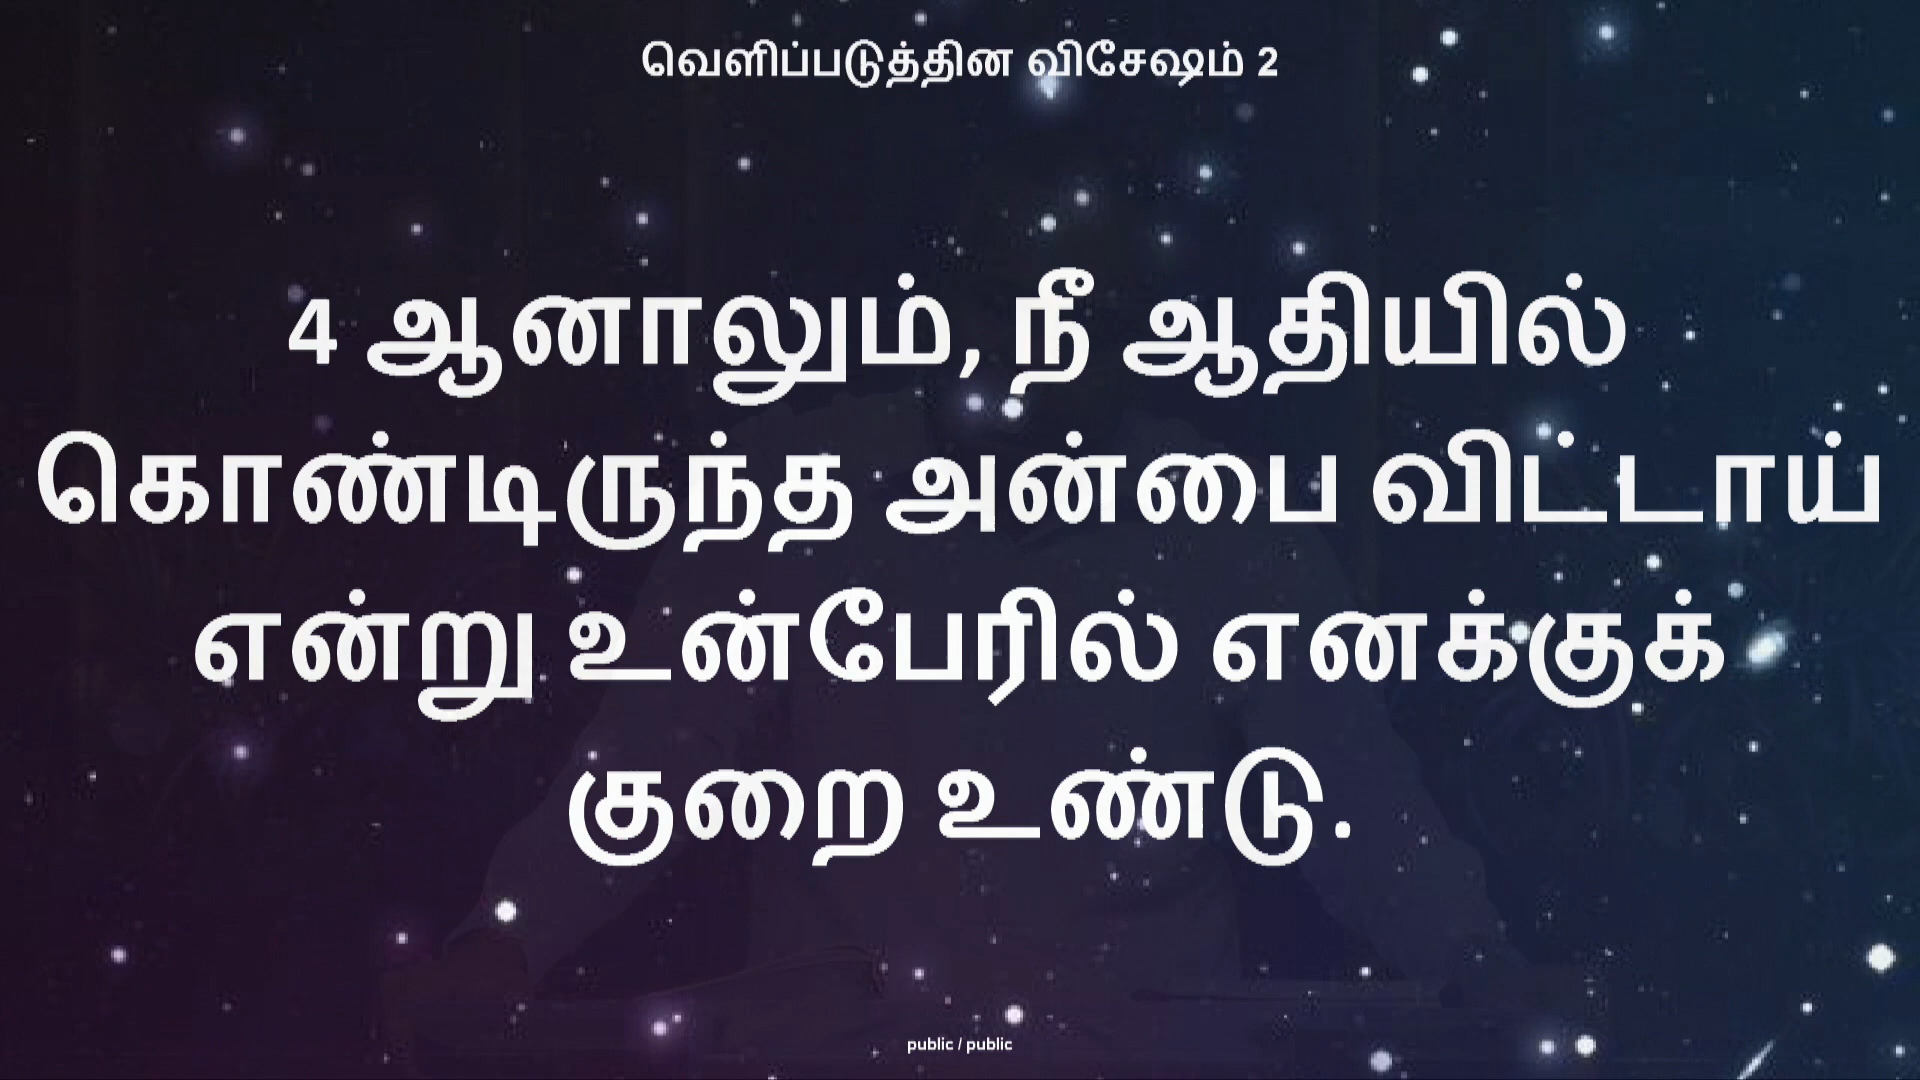 வெளிப்படுத்தின விசேஷம் 2
4 ஆனாலும், நீ ஆதியில்
கொண்டிருந்த அன்பை விட்டாய்
என்று உன்பேரில் எனக்குக்
குறை உண்டு.
public / public